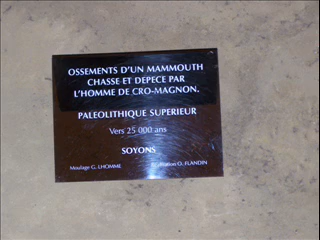 OSSEMENTS D'UN MAMMOUTH
CHASSE ET DEPECE PAR
L'HOMME DE CRO-MAGNON.
PALEOLITHIQUE SUPERIEUR
Vers 25 000 ans
SOYONS
Moulage G. LHOMME O. FLANDIN